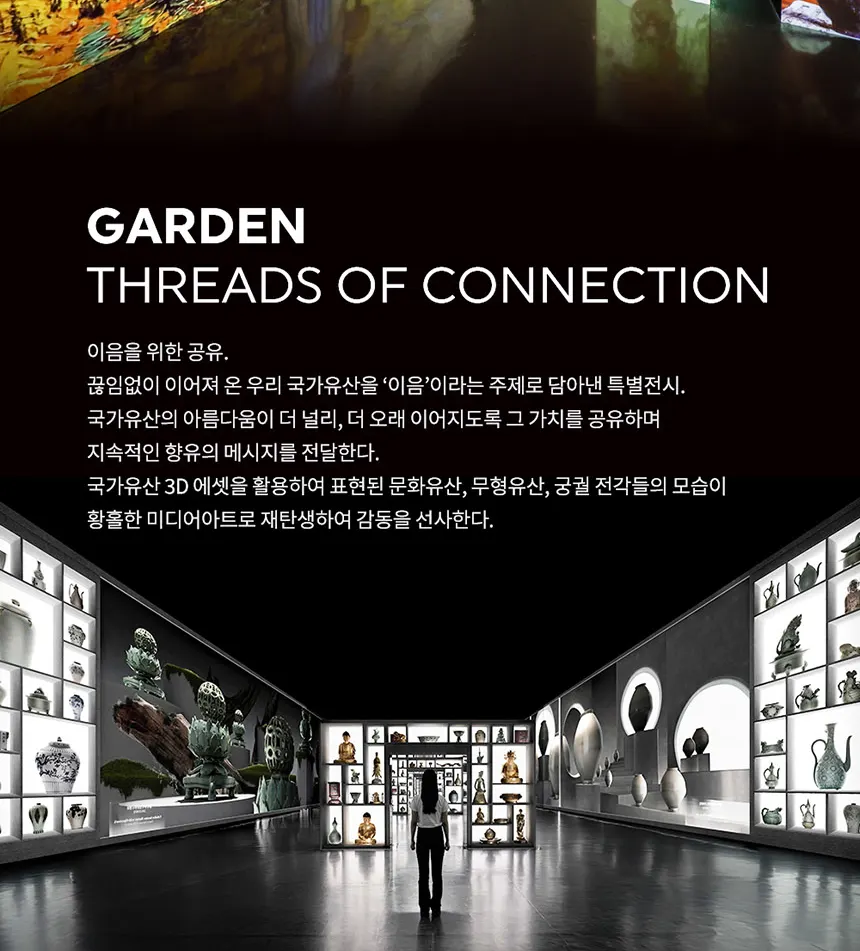 GARDEN
THREADS OF CONNECTION
이음을 위한 공유.
끊임없이 이어져 온 우리 국가유산을 ‘이음’이라는 주제로 담아낸 특별전시.
국가유산의 아름다움이 더 널리, 더 오래 이어지도록 그 가치를 공유하며
지속적인 향유의 메시지를 전달한다.
국가유산 3D 에셋을 활용하여 표현된 문화유산, 무형유산, 궁궐 전각들의 모습이
황홀한 미디어아트로 재탄생하여 감동을 선사한다.